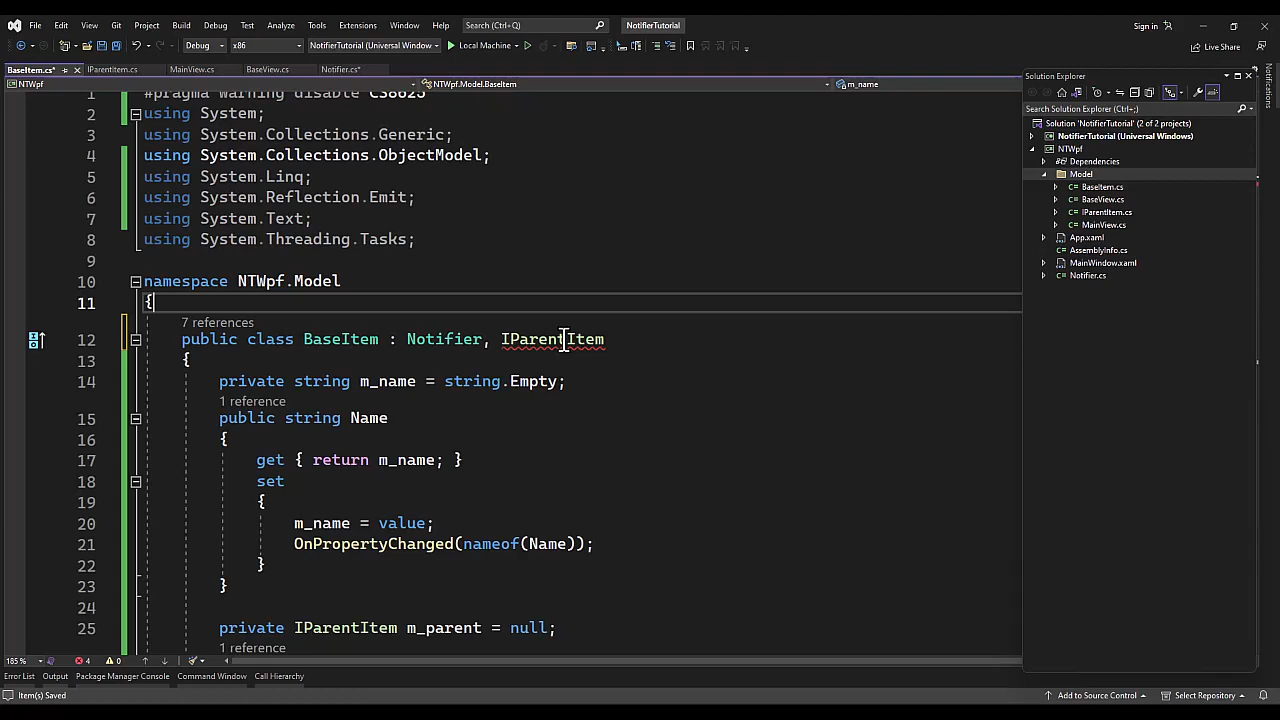 File Edit View Git Project Build Debug Test Analyze Tools Extensions Window Help Search (Ctrl+Q) NotifierTutorial Sign in
Debug x86 NotifierTutorial (Universal Window Local Machine Live Share
BaseItem.cs* IParentItem.cs MainView.cs BaseView.cs Notifier.cs*
NTWpf NTWpf.Model.BaseItem m_name
1 #pragma warning disable CS8625
2 using System;
3 using System.Collections.Generic;
4 using System.Collections.ObjectModel;
5 using System.Linq;
6 using System.Reflection.Emit;
7 using System.Text;
8 using System.Threading.Tasks;
9
10 namespace NTWpf.Model
11 {
7 references
12 public class BaseItem : Notifier, IParentItem
13 {
14 private string m_name = string.Empty;
1 reference
15 public string Name
16 {
17 get { return m_name; }
18 set
19 {
20 m_name = value;
21 OnPropertyChanged(nameof(Name));
22 }
23 }
24
25 private IParentItem m_parent = null;
1 reference
185 % 4 0
Solution Explorer
Search Solution Explorer (Ctrl+;)
Solution 'NotifierTutorial' (2 of 2 projects)
NotifierTutorial (Universal Windows)
NTWpf
Dependencies
Model
C# BaseItem.cs
C# BaseView.cs
C# IParentItem.cs
C# MainView.cs
App.xaml
C# AssemblyInfo.cs
MainWindow.xaml
C# Notifier.cs
Notifications
Error List Output Package Manager Console Command Window Call Hierarchy
Item(s) Saved Add to Source Control Select Repository